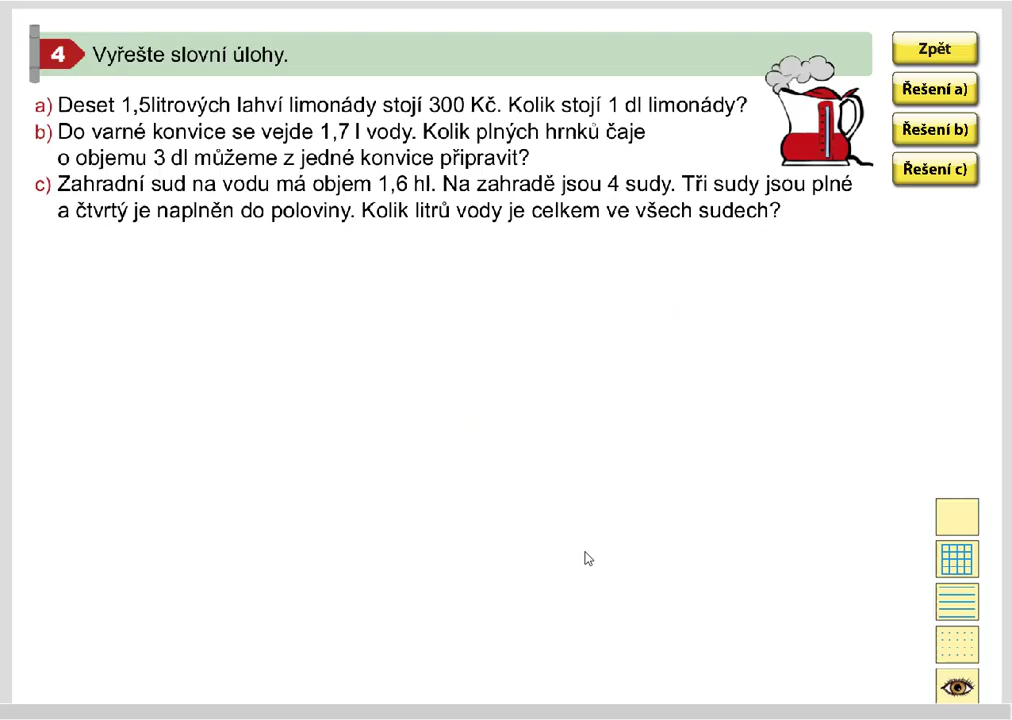 4 Vyřešte slovní úlohy.
Zpět
Řešení a)
Řešení b)
Řešení c)
a) Deset 1,5litrových lahví limonády stojí 300 Kč. Kolik stojí 1 dl limonády?
b) Do varné konvice se vejde 1,7 l vody. Kolik plných hrnků čaje
o objemu 3 dl můžeme z jedné konvice připravit?
c) Zahradní sud na vodu má objem 1,6 hl. Na zahradě jsou 4 sudy. Tři sudy jsou plné
a čtvrtý je naplněn do poloviny. Kolik litrů vody je celkem ve všech sudech?